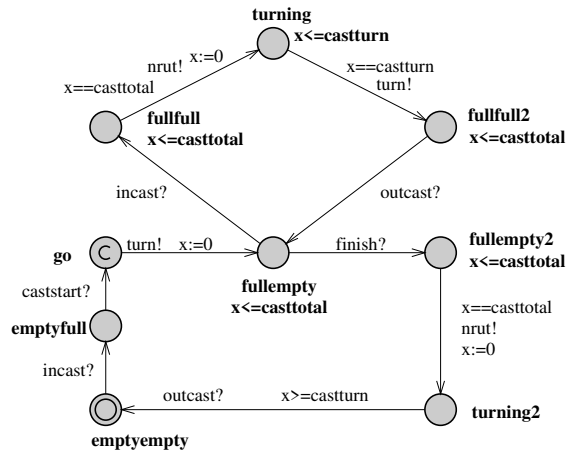 turning
x<=castturn
nrut! x:=0
x==casttotal
x==castturn
turn!
fullfull
x<=casttotal
fullfull2
x<=casttotal
incast?
outcast?
go
C
turn! x:=0
finish?
fullempty2
x<=casttotal
fullempty
x<=casttotal
caststart?
emptyfull
x==casttotal
nrut!
x:=0
incast?
outcast? x>=castturn
turning2
emptyempty